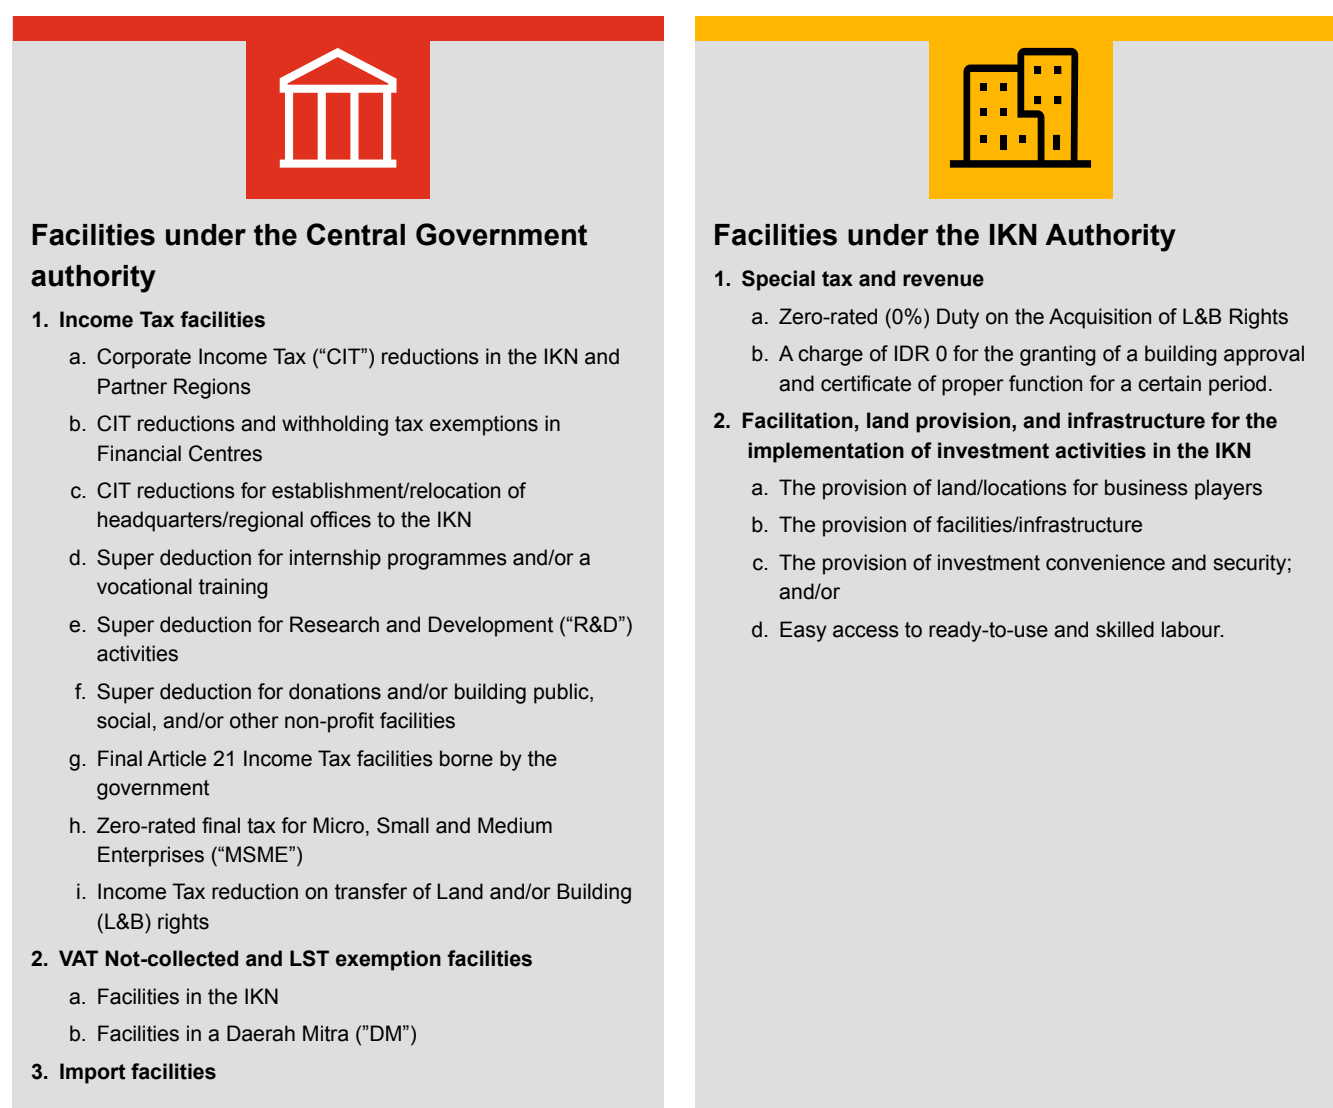 Facilities under the Central Government
authority
1. Income Tax facilities
a. Corporate Income Tax (“CIT”) reductions in the IKN and
Partner Regions
b. CIT reductions and withholding tax exemptions in
Financial Centres
c. CIT reductions for establishment/relocation of
headquarters/regional offices to the IKN
d. Super deduction for internship programmes and/or a
vocational training
e. Super deduction for Research and Development (“R&D”)
activities
f. Super deduction for donations and/or building public,
social, and/or other non-profit facilities
g. Final Article 21 Income Tax facilities borne by the
government
h. Zero-rated final tax for Micro, Small and Medium
Enterprises (“MSME”)
i. Income Tax reduction on transfer of Land and/or Building
(L&B) rights
2. VAT Not-collected and LST exemption facilities
a. Facilities in the IKN
b. Facilities in a Daerah Mitra (”DM”)
3. Import facilities
Facilities under the IKN Authority
1. Special tax and revenue
a. Zero-rated (0%) Duty on the Acquisition of L&B Rights
b. A charge of IDR 0 for the granting of a building approval
and certificate of proper function for a certain period.
2. Facilitation, land provision, and infrastructure for the
implementation of investment activities in the IKN
a. The provision of land/locations for business players
b. The provision of facilities/infrastructure
c. The provision of investment convenience and security;
and/or
d. Easy access to ready-to-use and skilled labour.